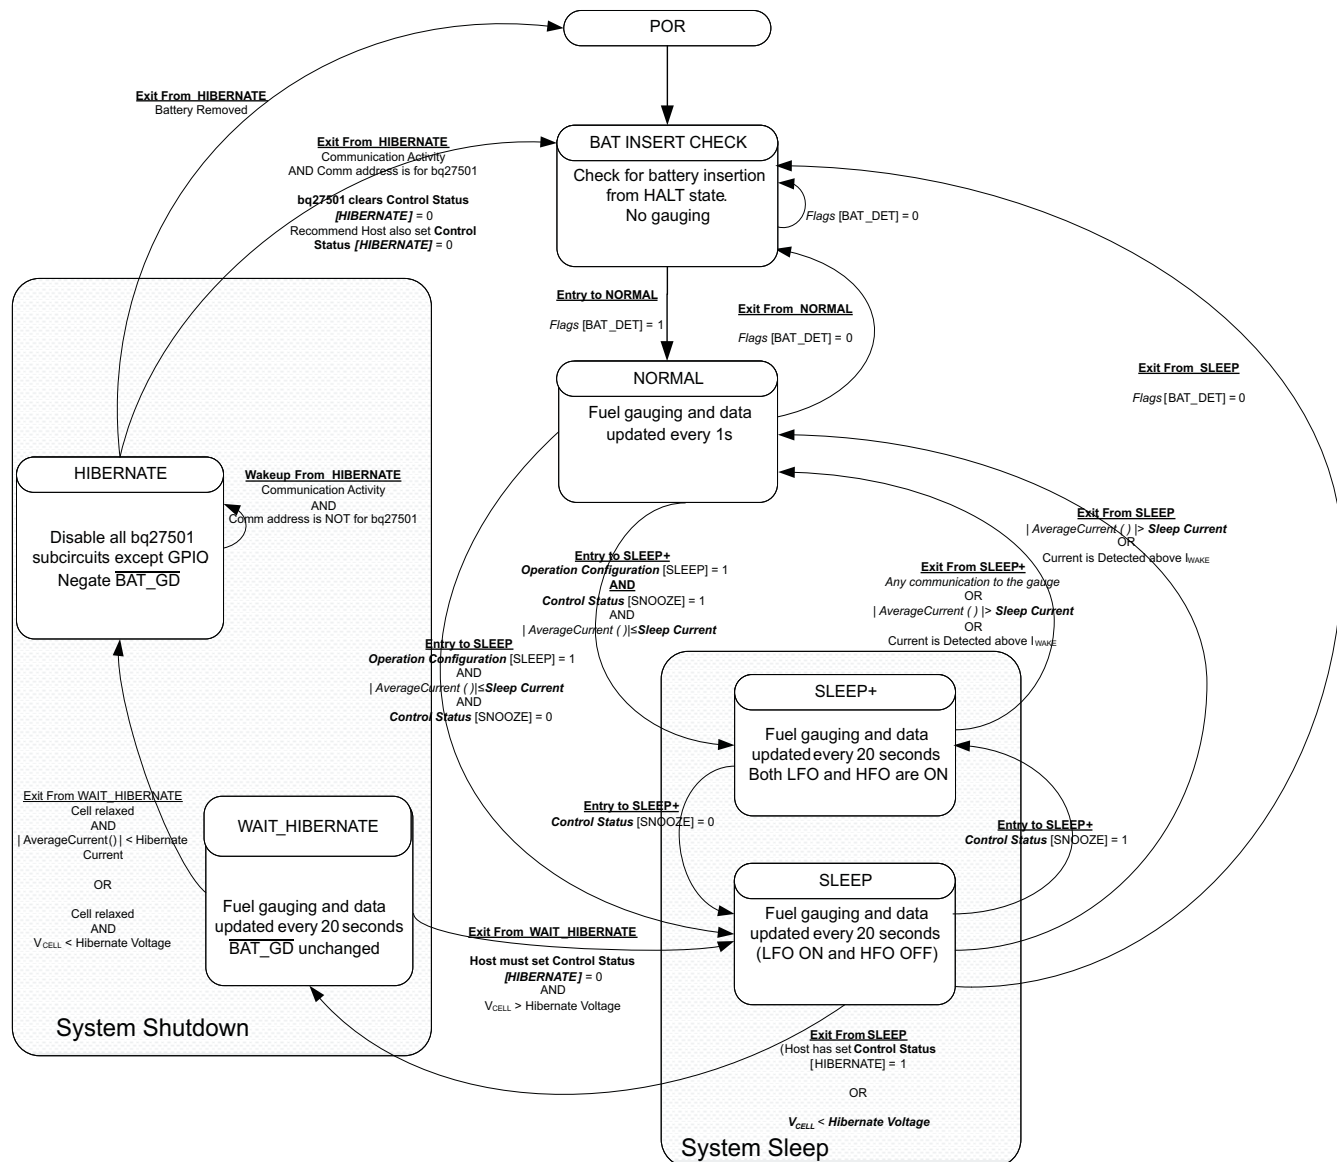 POR
Exit From HIBERNATE
Battery Removed
Exit From HIBERNATE
Communication Activity
AND Comm address is for bq27501
bq27501 clears Control Status
[HIBERNATE] = 0
Recommend Host also set Control
Status [HIBERNATE] = 0
BAT INSERT CHECK
Check for battery insertion
from HALT state.
No gauging
Flags [BAT_DET] = 0
Entry to NORMAL
Flags [BAT_DET] = 1
Exit From NORMAL
Flags [BAT_DET] = 0
Exit From SLEEP
Flags [BAT_DET] = 0
NORMAL
Fuel gauging and data
updated every 1s
HIBERNATE
Disable all bq27501
subcircuits except GPIO
Negate BAT_GD
Wakeup From HIBERNATE
Communication Activity
AND
Comm address is NOT for bq27501
Exit From SLEEP
| AverageCurrent ( ) |> Sleep Current
OR
Current is Detected above IWAKE
Entry to SLEEP+
Operation Configuration [SLEEP] = 1
AND
Control Status [SNOOZE] = 1
AND
| AverageCurrent ( )|≤Sleep Current
Exit From SLEEP+
Any communication to the gauge
OR
| AverageCurrent ( ) |> Sleep Current
OR
Current is Detected above IWAKE
Entry to SLEEP
Operation Configuration [SLEEP] = 1
AND
| AverageCurrent ( )|≤Sleep Current
AND
Control Status [SNOOZE] = 0
SLEEP+
Fuel gauging and data
updated every 20 seconds
Both LFO and HFO are ON
Entry to SLEEP+
Control Status [SNOOZE] = 0
Entry to SLEEP+
Control Status [SNOOZE] = 1
Exit From WAIT_HIBERNATE
Cell relaxed
AND
| AverageCurrent() | < Hibernate
Current
OR
Cell relaxed
AND
VCELL < Hibernate Voltage
WAIT_HIBERNATE
Fuel gauging and data
updated every 20 seconds
BAT_GD unchanged
SLEEP
Fuel gauging and data
updated every 20 seconds
(LFO ON and HFO OFF)
Exit From WAIT_HIBERNATE
Host must set Control Status
[HIBERNATE] = 0
AND
VCELL > Hibernate Voltage
System Shutdown
Exit From SLEEP
(Host has set Control Status
[HIBERNATE] = 1
OR
VCELL < Hibernate Voltage
System Sleep